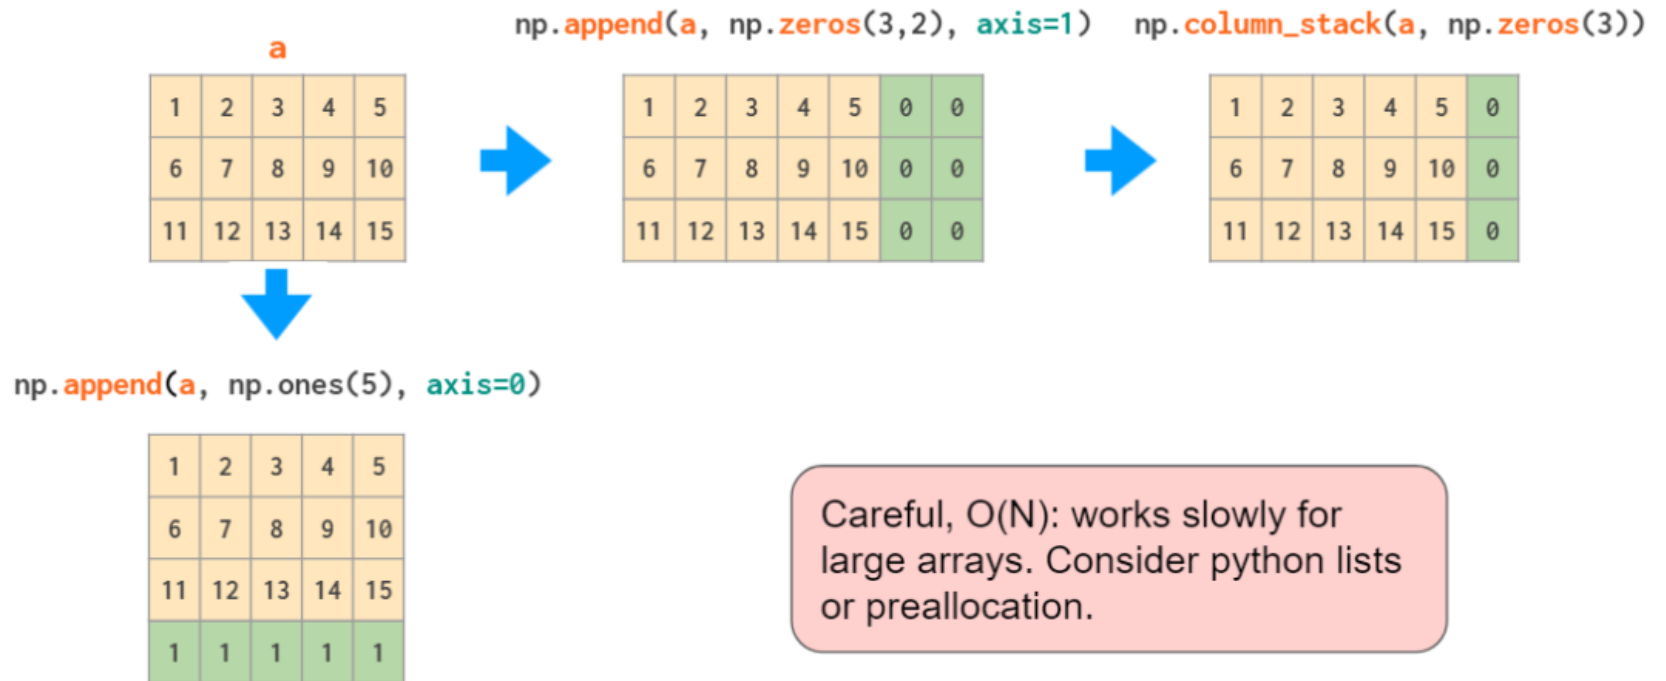 np.append(a, np.zeros(3,2), axis=1)
np.column_stack(a, np.zeros(3))
a
1 2 3 4 5
6 7 8 9 10
11 12 13 14 15
1 2 3 4 5 0 0
6 7 8 9 10 0 0
11 12 13 14 15 0 0
1 2 3 4 5 0
6 7 8 9 10 0
11 12 13 14 15 0
np.append(a, np.ones(5), axis=0)
1 2 3 4 5
6 7 8 9 10
11 12 13 14 15
1 1 1 1 1
Careful, O(N): works slowly for
large arrays. Consider python lists
or preallocation.